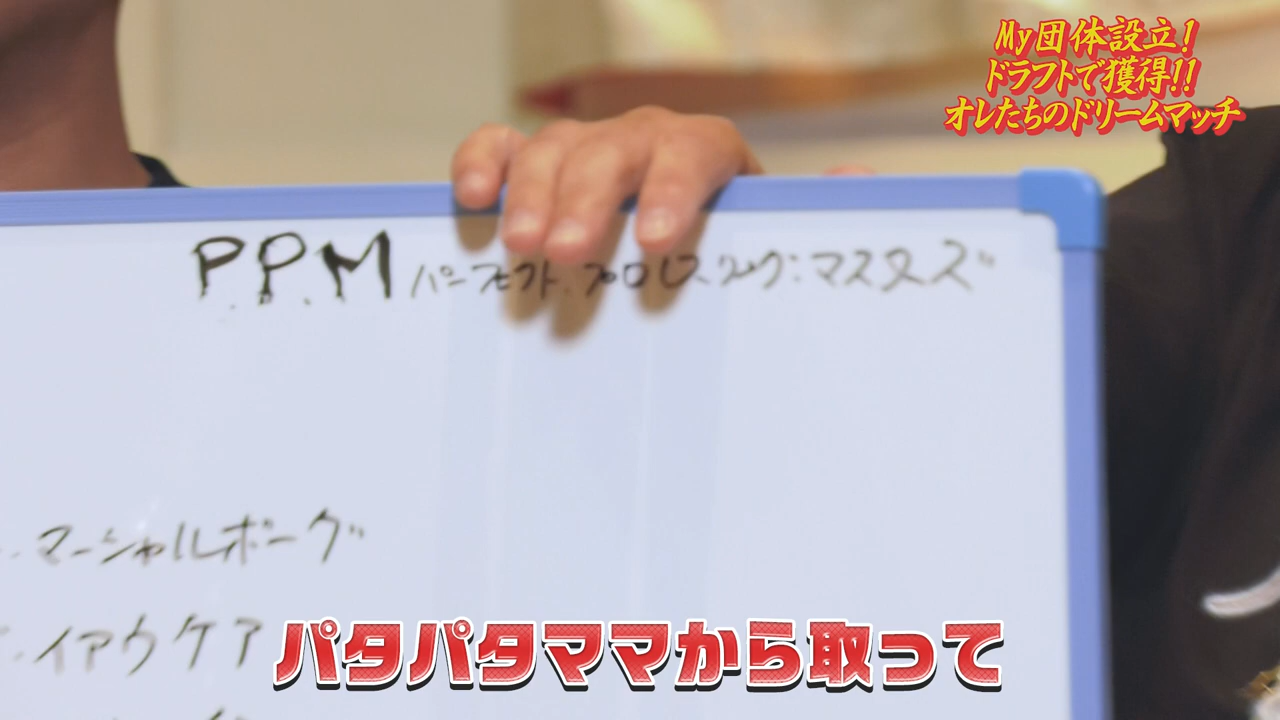 My団体設立!
ドラフトで獲得!!
オレたちのドリームマッチ
P.P.M パーフェクト.プロレスリング:マスターズ
マーシャルボーグ
イアウケア
パタパタママから取って